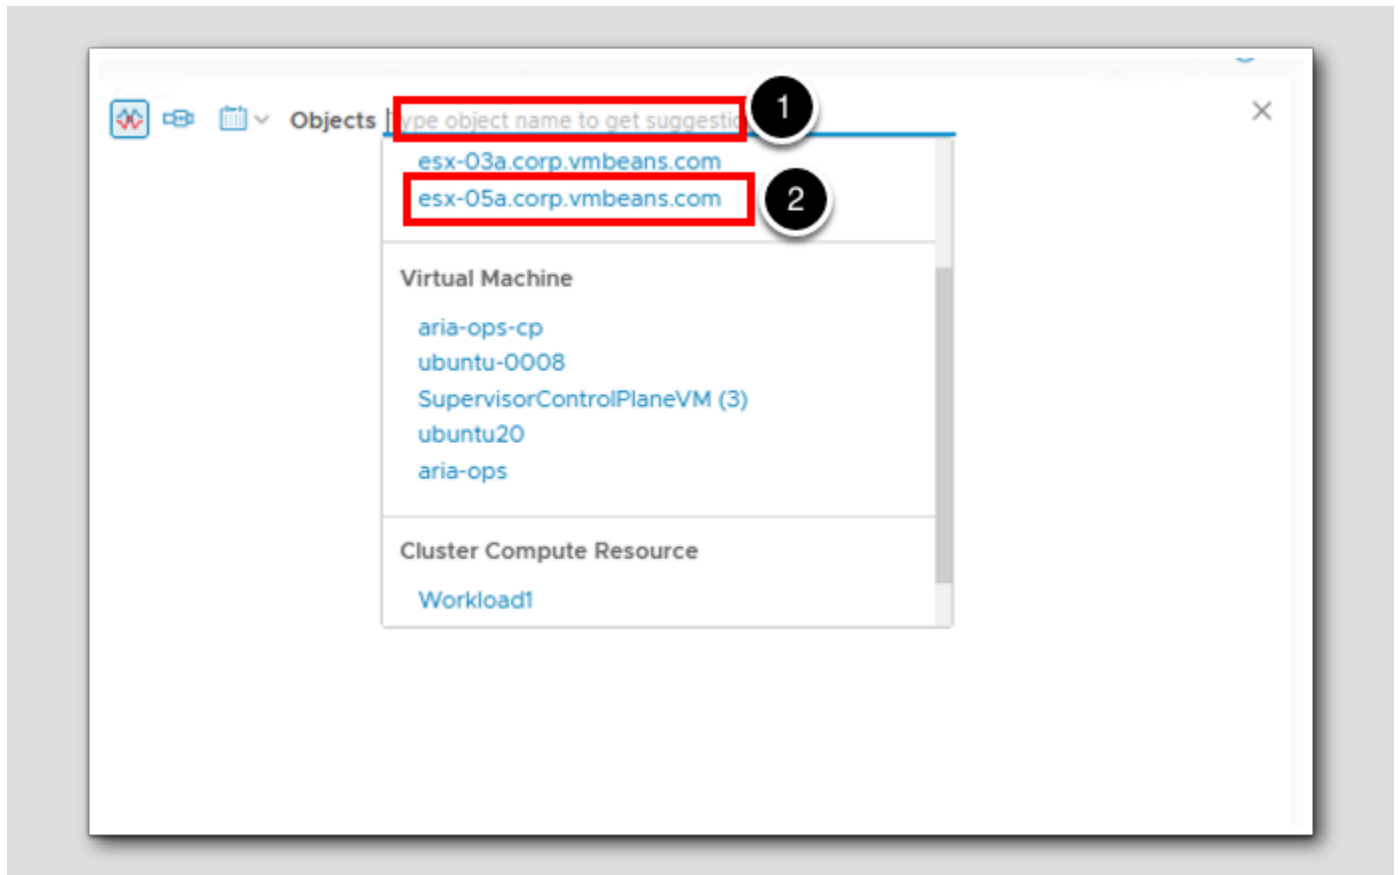 Objects Type object name to get suggestio 1
esx-03a.corp.vmbeans.com
esx-05a.corp.vmbeans.com 2
Virtual Machine
aria-ops-cp
ubuntu-0008
SupervisorControlPlaneVM (3)
ubuntu20
aria-ops
Cluster Compute Resource
Workload1